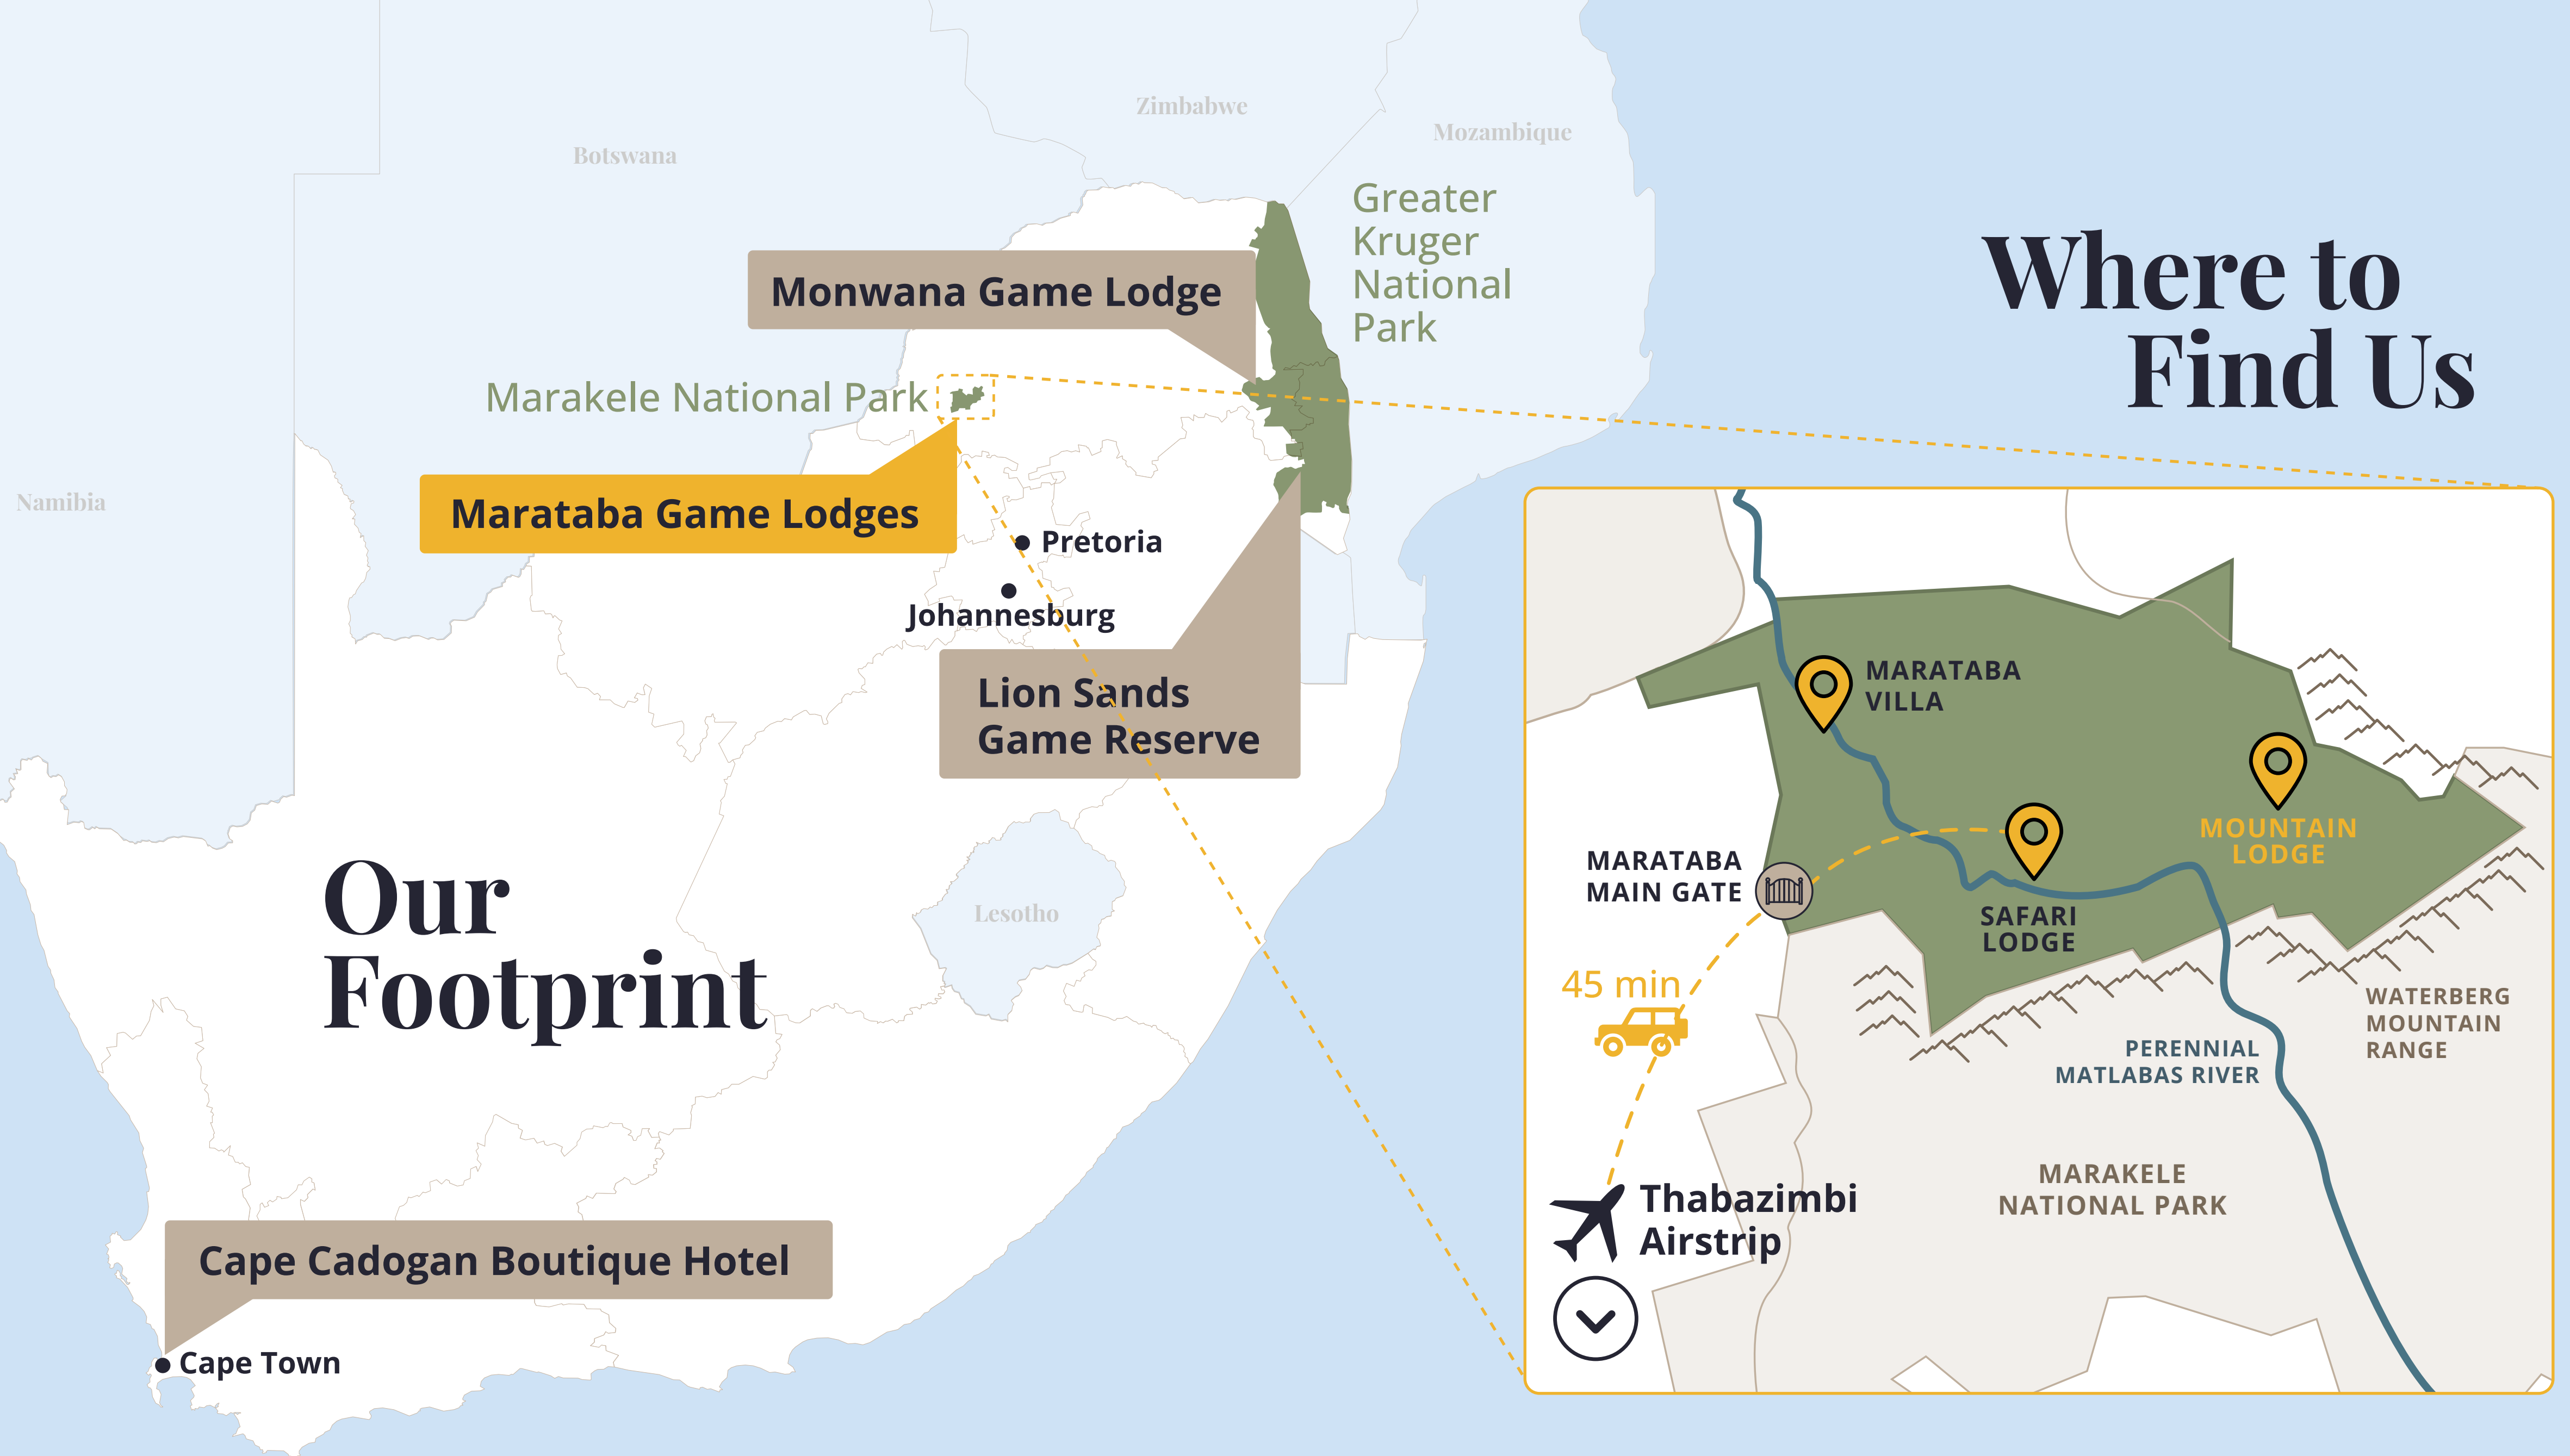 Zimbabwe
Mozambique
Botswana
Namibia
Lesotho
Greater
Kruger
National
Park
Monwana Game Lodge
Marakele National Park
Marataba Game Lodges
Pretoria
Johannesburg
Lion Sands
Game Reserve
Our
Footprint
Cape Cadogan Boutique Hotel
Cape Town
Where to
Find Us
MARATABA
VILLA
MOUNTAIN
LODGE
MARATABA
MAIN GATE
SAFARI
LODGE
45 min
WATERBERG
MOUNTAIN
RANGE
PERENNIAL
MATLABAS RIVER
MARAKELE
NATIONAL PARK
Thabazimbi
Airstrip